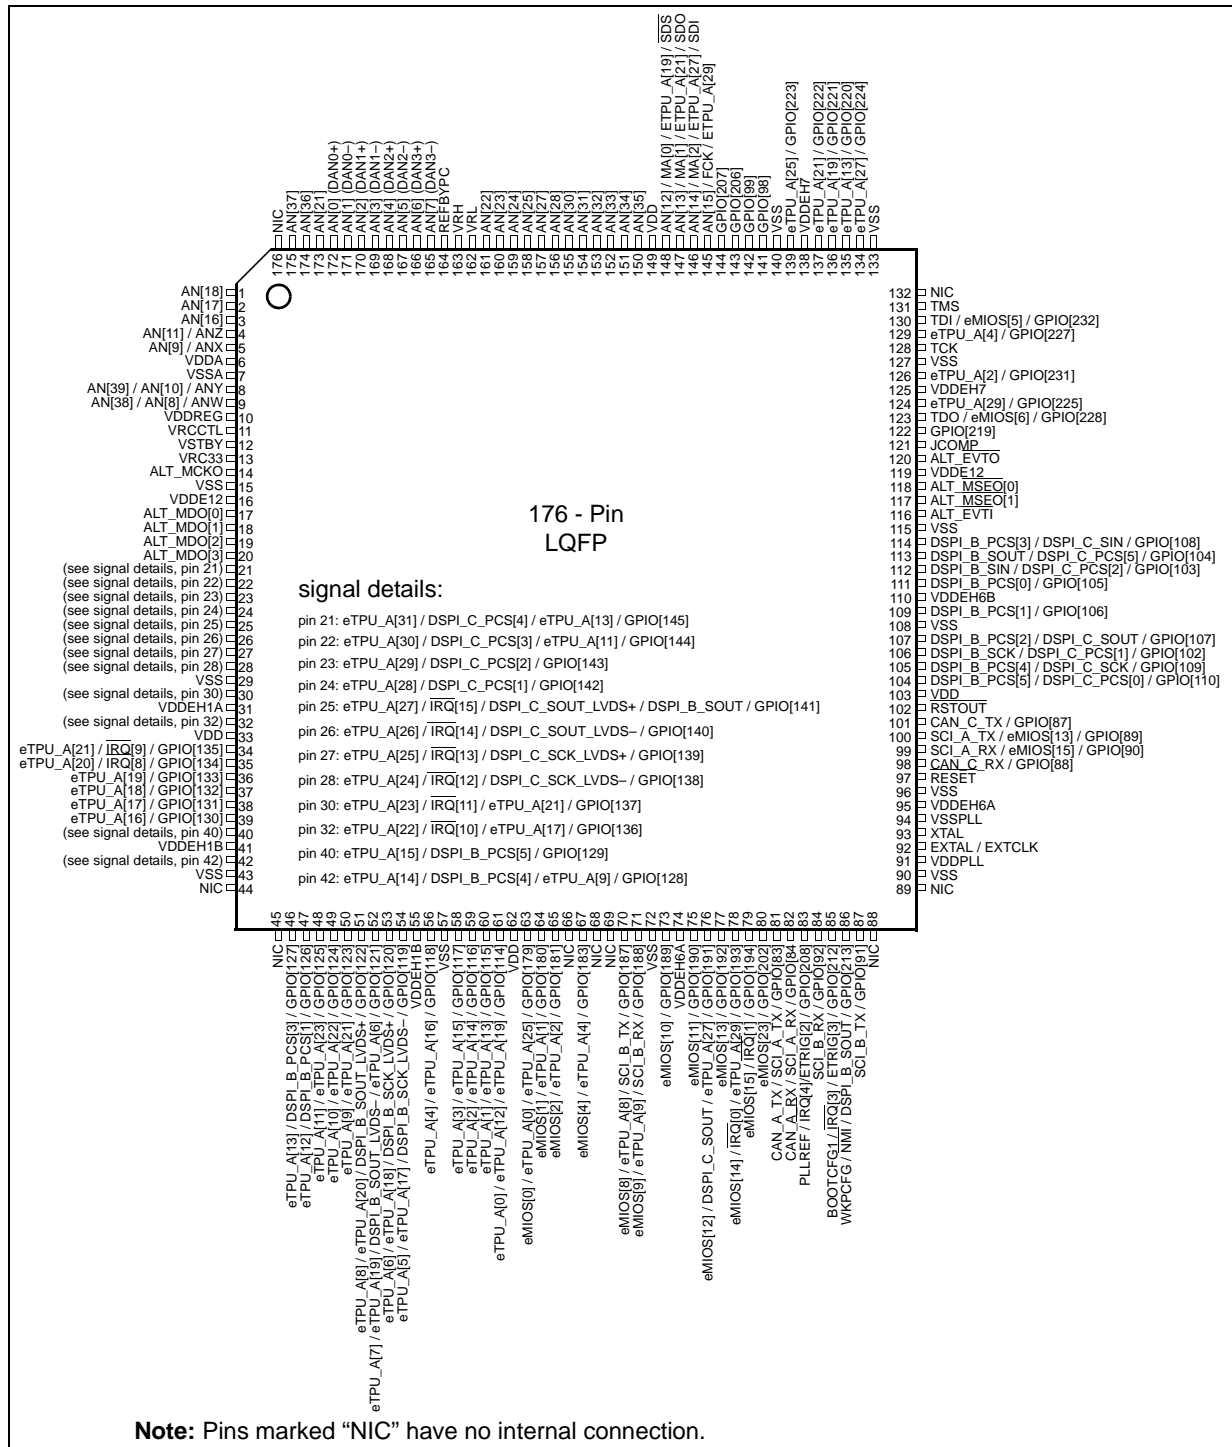 NIC
AN[37]
AN[36]
AN[21]
AN[0] (DAN0+)
AN[1] (DAN0–)
AN[2] (DAN1+)
AN[3] (DAN1–)
AN[4] (DAN2+)
AN[5] (DAN2–)
AN[6] (DAN3+)
AN[7] (DAN3–)
REFBYPC
VRH
VRL
AN[22]
AN[23]
AN[24]
AN[25]
AN[27]
AN[28]
AN[30]
AN[31]
AN[32]
AN[33]
AN[34]
AN[35]
VDD
AN[12] / MA[0] / ETPU_A[19] / SDS
AN[13] / MA[1] / ETPU_A[21] / SDO
AN[14] / MA[2] / ETPU_A[27] / SDI
AN[15] / FCK / ETPU_A[29]
GPIO[207]
GPIO[206]
GPIO[99]
GPIO[98]
VSS
eTPU_A[25] / GPIO[223]
VDDEH7
eTPU_A[21] / GPIO[222]
eTPU_A[19] / GPIO[221]
eTPU_A[13] / GPIO[220]
eTPU_A[27] / GPIO[224]
VSS
176
175
174
173
172
171
170
169
168
167
166
165
164
163
162
161
160
159
158
157
156
155
154
153
152
151
150
149
148
147
146
145
144
143
142
141
140
139
138
137
136
135
134
133
AN[18] 1
AN[17] 2
AN[16] 3
AN[11] / ANZ 4
AN[9] / ANX 5
VDDA 6
VSSA 7
AN[39] / AN[10] / ANY 8
AN[38] / AN[8] / ANW 9
VDDREG 10
VRCCTL 11
VSTBY 12
VRC33 13
ALT_MCKO 14
VSS 15
VDDE12 16
ALT_MDO[0] 17
ALT_MDO[1] 18
ALT_MDO[2] 19
ALT_MDO[3] 20
(see signal details, pin 21) 21
(see signal details, pin 22) 22
(see signal details, pin 23) 23
(see signal details, pin 24) 24
(see signal details, pin 25) 25
(see signal details, pin 26) 26
(see signal details, pin 27) 27
(see signal details, pin 28) 28
VSS 29
(see signal details, pin 30) 30
VDDEH1A 31
(see signal details, pin 32) 32
VDD 33
eTPU_A[21] / IRQ[9] / GPIO[135] 34
eTPU_A[20] / IRQ[8] / GPIO[134] 35
eTPU_A[19] / GPIO[133] 36
eTPU_A[18] / GPIO[132] 37
eTPU_A[17] / GPIO[131] 38
eTPU_A[16] / GPIO[130] 39
(see signal details, pin 40) 40
VDDEH1B 41
(see signal details, pin 42) 42
VSS 43
NIC 44
176 - Pin
LQFP
signal details:
pin 21: eTPU_A[31] / DSPI_C_PCS[4] / eTPU_A[13] / GPIO[145]
pin 22: eTPU_A[30] / DSPI_C_PCS[3] / eTPU_A[11] / GPIO[144]
pin 23: eTPU_A[29] / DSPI_C_PCS[2] / GPIO[143]
pin 24: eTPU_A[28] / DSPI_C_PCS[1] / GPIO[142]
pin 25: eTPU_A[27] / IRQ[15] / DSPI_C_SOUT_LVDS+ / DSPI_B_SOUT / GPIO[141]
pin 26: eTPU_A[26] / IRQ[14] / DSPI_C_SOUT_LVDS– / GPIO[140]
pin 27: eTPU_A[25] / IRQ[13] / DSPI_C_SCK_LVDS+ / GPIO[139]
pin 28: eTPU_A[24] / IRQ[12] / DSPI_C_SCK_LVDS– / GPIO[138]
pin 30: eTPU_A[23] / IRQ[11] / eTPU_A[21] / GPIO[137]
pin 32: eTPU_A[22] / IRQ[10] / eTPU_A[17] / GPIO[136]
pin 40: eTPU_A[15] / DSPI_B_PCS[5] / GPIO[129]
pin 42: eTPU_A[14] / DSPI_B_PCS[4] / eTPU_A[9] / GPIO[128]
132 NIC
131 TMS
130 TDI / eMIOS[5] / GPIO[232]
129 eTPU_A[4] / GPIO[227]
128 TCK
127 VSS
126 eTPU_A[2] / GPIO[231]
125 VDDEH7
124 eTPU_A[29] / GPIO[225]
123 TDO / eMIOS[6] / GPIO[228]
122 GPIO[219]
121 JCOMP
120 ALT_EVTO
119 VDDE12
118 ALT_MSEO[0]
117 ALT_MSEO[1]
116 ALT_EVTI
115 VSS
114 DSPI_B_PCS[3] / DSPI_C_SIN / GPIO[108]
113 DSPI_B_SOUT / DSPI_C_PCS[5] / GPIO[104]
112 DSPI_B_SIN / DSPI_C_PCS[2] / GPIO[103]
111 DSPI_B_PCS[0] / GPIO[105]
110 VDDEH6B
109 DSPI_B_PCS[1] / GPIO[106]
108 VSS
107 DSPI_B_PCS[2] / DSPI_C_SOUT / GPIO[107]
106 DSPI_B_SCK / DSPI_C_PCS[1] / GPIO[102]
105 DSPI_B_PCS[4] / DSPI_C_SCK / GPIO[109]
104 DSPI_B_PCS[5] / DSPI_C_PCS[0] / GPIO[110]
103 VDD
102 RSTOUT
101 CAN_C_TX / GPIO[87]
100 SCI_A_TX / eMIOS[13] / GPIO[89]
99 SCI_A_RX / eMIOS[15] / GPIO[90]
98 CAN_C_RX / GPIO[88]
97 RESET
96 VSS
95 VDDEH6A
94 VSSPLL
93 XTAL
92 EXTAL / EXTCLK
91 VDDPLL
90 VSS
89 NIC
45
46
47
48
49
50
51
52
53
54
55
56
57
58
59
60
61
62
63
64
65
66
67
68
69
70
71
72
73
74
75
76
77
78
79
80
81
82
83
84
85
86
87
88
NIC
eTPU_A[13] / DSPI_B_PCS[3] / GPIO[127]
eTPU_A[12] / DSPI_B_PCS[1] / GPIO[126]
eTPU_A[11] / eTPU_A[23] / GPIO[125]
eTPU_A[10] / eTPU_A[22] / GPIO[124]
eTPU_A[9] / eTPU_A[21] / GPIO[123]
eTPU_A[8] / eTPU_A[20] / DSPI_B_SOUT_LVDS+ / GPIO[122]
eTPU_A[7] / eTPU_A[19] / DSPI_B_SOUT_LVDS– / eTPU_A[6] / GPIO[121]
eTPU_A[6] / eTPU_A[18] / DSPI_B_SCK_LVDS+ / GPIO[120]
eTPU_A[5] / eTPU_A[17] / DSPI_B_SCK_LVDS– / GPIO[119]
VDDEH1B
eTPU_A[4] / eTPU_A[16] / GPIO[118]
VSS
eTPU_A[3] / eTPU_A[15] / GPIO[117]
eTPU_A[2] / eTPU_A[14] / GPIO[116]
eTPU_A[1] / eTPU_A[13] / GPIO[115]
eTPU_A[0] / eTPU_A[12] / eTPU_A[19] / GPIO[114]
VDD
eMIOS[0] / eTPU_A[0] / eTPU_A[25] / GPIO[179]
eMIOS[1] / eTPU_A[1] / GPIO[180]
eMIOS[2] / eTPU_A[2] / GPIO[181]
NIC
eMIOS[4] / eTPU_A[4] / GPIO[183]
NIC
NIC
eMIOS[8] / eTPU_A[8] / SCI_B_TX / GPIO[187]
eMIOS[9] / eTPU_A[9] / SCI_B_RX / GPIO[188]
VSS
eMIOS[10] / GPIO[189]
VDDEH6A
eMIOS[11] / GPIO[190]
eMIOS[12] / DSPI_C_SOUT / eTPU_A[27] / GPIO[191]
eMIOS[13] / GPIO[192]
eMIOS[14] / IRQ[0] / eTPU_A[29] / GPIO[193]
eMIOS[15] / IRQ[1] / GPIO[194]
eMIOS[23] / GPIO[202]
CAN_A_TX / SCI_A_TX / GPIO[83]
CAN_A_RX / SCI_A_RX / GPIO[84
PLLREF / IRQ[4]/ETRIG[2] / GPIO[208]
SCI_B_RX / GPIO[92]
BOOTCFG1 / IRQ[3] / ETRIG[3] / GPIO[212]
WKPCFG / NMI / DSPI_B_SOUT / GPIO[213]
SCI_B_TX / GPIO[91]
NIC
Note: Pins marked “NIC” have no internal connection.